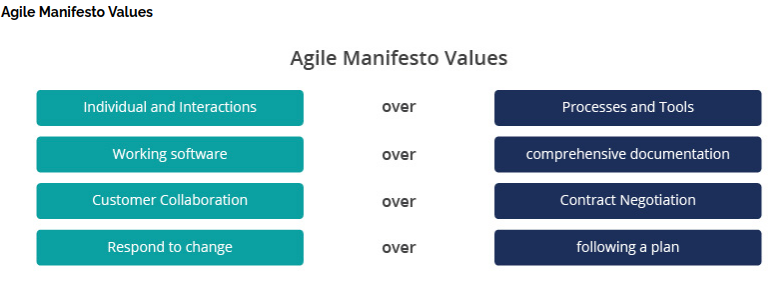 Agile Manifesto Values
Agile Manifesto Values
Individual and Interactions over Processes and Tools
Working software over comprehensive documentation
Customer Collaboration over Contract Negotiation
Respond to change over following a plan